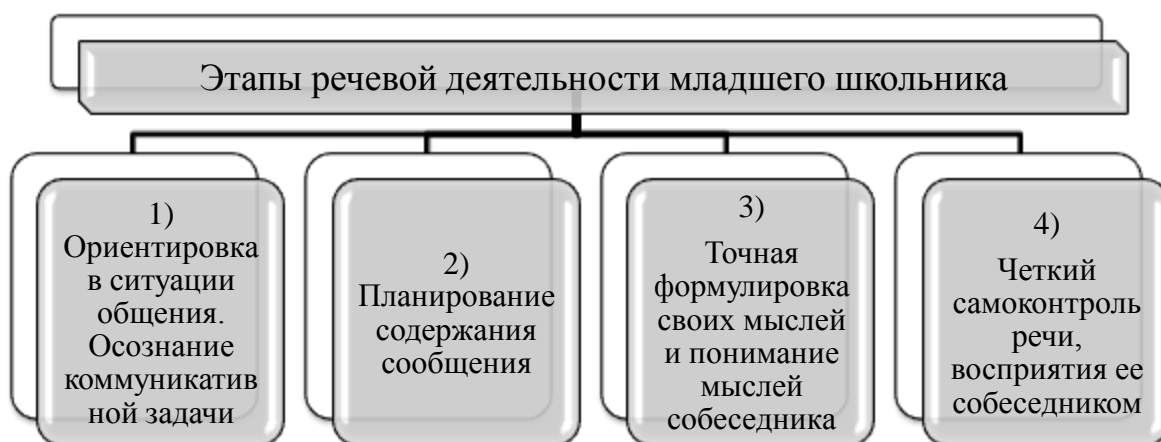 Этапы речевой деятельности младшего школьника
1)
Ориентировка
в ситуации
общения.
Осознание
коммуникатив
ной задачи
2)
Планирование
содержания
сообщения
3)
Точная
формулировка
своих мыслей
и понимание
мыслей
собеседника
4)
Четкий
самоконтроль
речи,
восприятия ее
собеседником